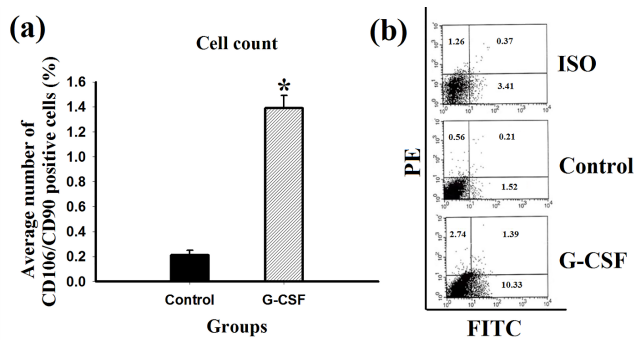 (a)
Cell count
Average number of
CD106/CD90 positive cells (%)
1.6
1.4
1.2
1.0
0.8
0.6
0.4
0.2
0.0
*
Control
G-CSF
Groups
(b)
PE
1.26
0.37
3.41
ISO
0.56
0.21
1.52
Control
2.74
1.39
10.33
G-CSF
FITC